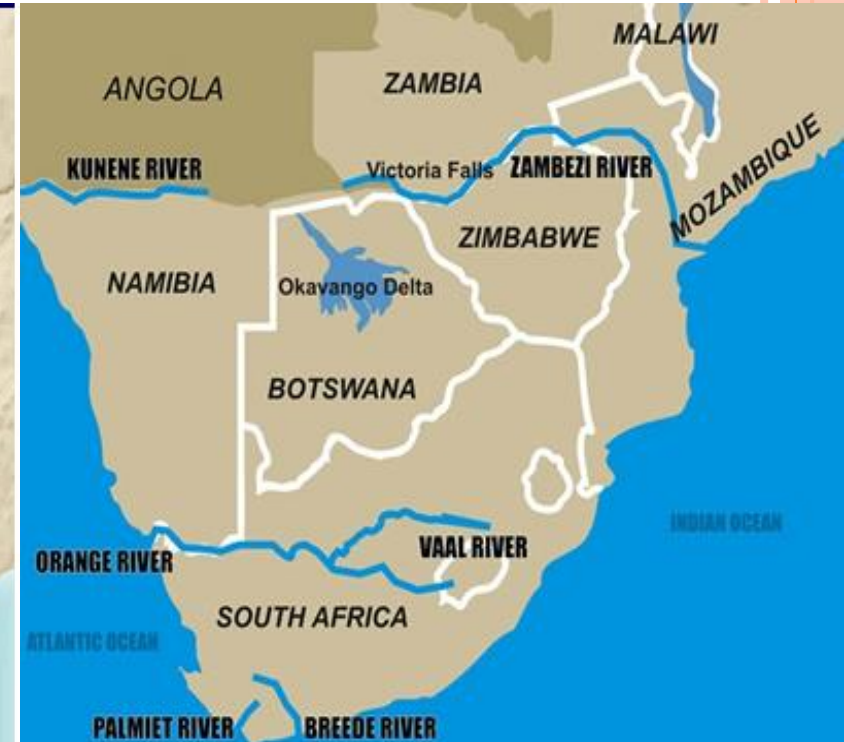 MALAWI
ANGOLA
ZAMBIA
KUNENE RIVER
Victoria Falls
ZAMBEZI RIVER
MOZAMBIQUE
ZIMBABWE
NAMIBIA
Okavango Delta
BOTSWANA
INDIAN OCEAN
ORANGE RIVER
VAAL RIVER
SOUTH AFRICA
ATLANTIC OCEAN
PALMIET RIVER
BREEDE RIVER